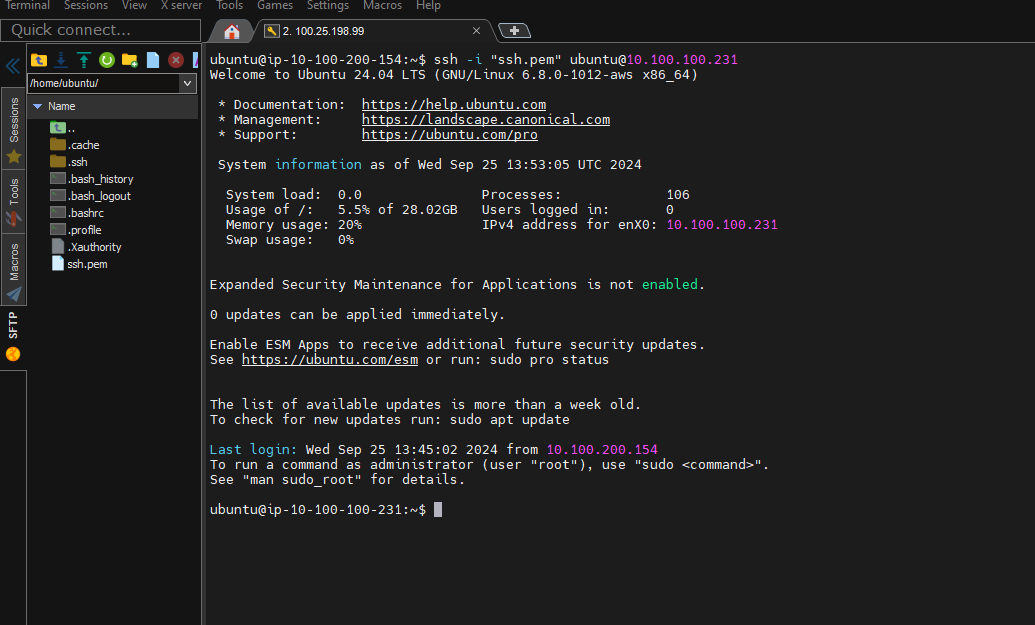 Terminal Sessions View X server Tools Games Settings Macros Help
Quick connect...
2. 100.25.198.99
/home/ubuntu/
Name
..
.cache
.ssh
.bash_history
.bash_logout
.bashrc
.profile
.Xauthority
ssh.pem
Sessions
Tools
Macros
SFTP
ubuntu@ip-10-100-200-154:~$ ssh -i "ssh.pem" ubuntu@10.100.100.231
Welcome to Ubuntu 24.04 LTS (GNU/Linux 6.8.0-1012-aws x86_64)
* Documentation: https://help.ubuntu.com
* Management: https://landscape.canonical.com
* Support: https://ubuntu.com/pro
System information as of Wed Sep 25 13:53:05 UTC 2024
System load: 0.0 Processes: 106
Usage of /: 5.5% of 28.02GB Users logged in: 0
Memory usage: 20% IPv4 address for enX0: 10.100.100.231
Swap usage: 0%
Expanded Security Maintenance for Applications is not enabled.
0 updates can be applied immediately.
Enable ESM Apps to receive additional future security updates.
See https://ubuntu.com/esm or run: sudo pro status
The list of available updates is more than a week old.
To check for new updates run: sudo apt update
Last login: Wed Sep 25 13:45:02 2024 from 10.100.200.154
To run a command as administrator (user "root"), use "sudo <command>".
See "man sudo_root" for details.
ubuntu@ip-10-100-100-231:~$